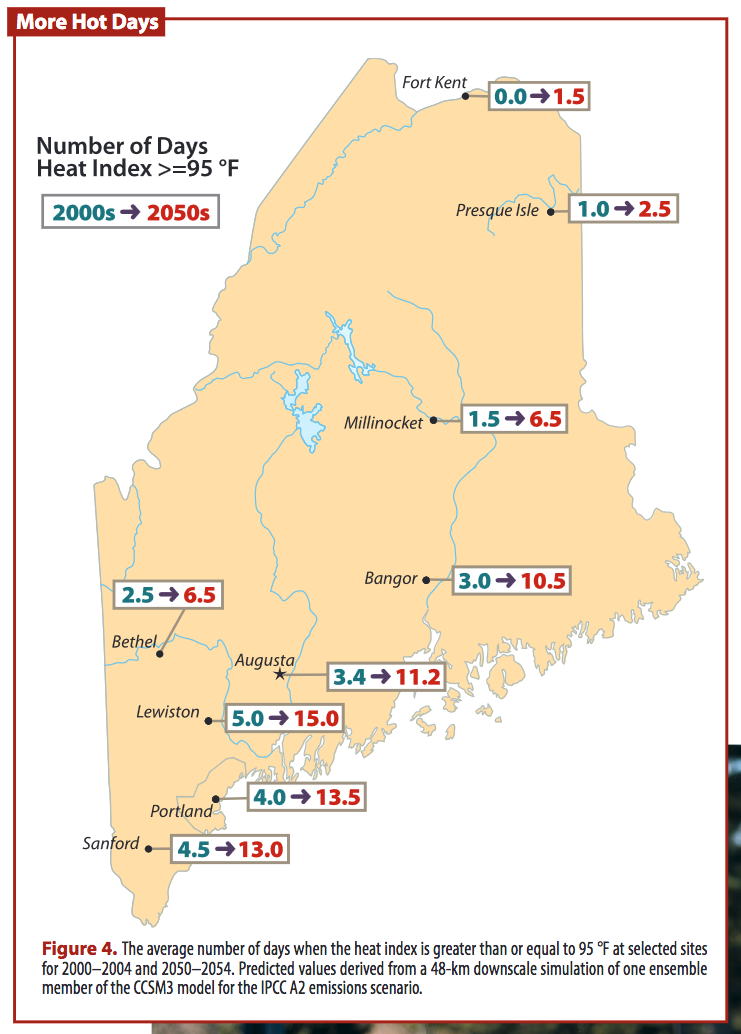 More Hot Days
Number of Days
Heat Index >=95 °F
2000s → 2050s
Fort Kent
0.0 → 1.5
Presque Isle
1.0 → 2.5
Millinocket
1.5 → 6.5
Bangor
3.0 → 10.5
2.5 → 6.5
Bethel
Augusta
3.4 → 11.2
Lewiston
5.0 → 15.0
4.0 → 13.5
Portland
Sanford
4.5 → 13.0
Figure 4. The average number of days when the heat index is greater than or equal to 95 °F at selected sites
for 2000–2004 and 2050–2054. Predicted values derived from a 48-km downscale simulation of one ensemble
member of the CCSM3 model for the IPCC A2 emissions scenario.